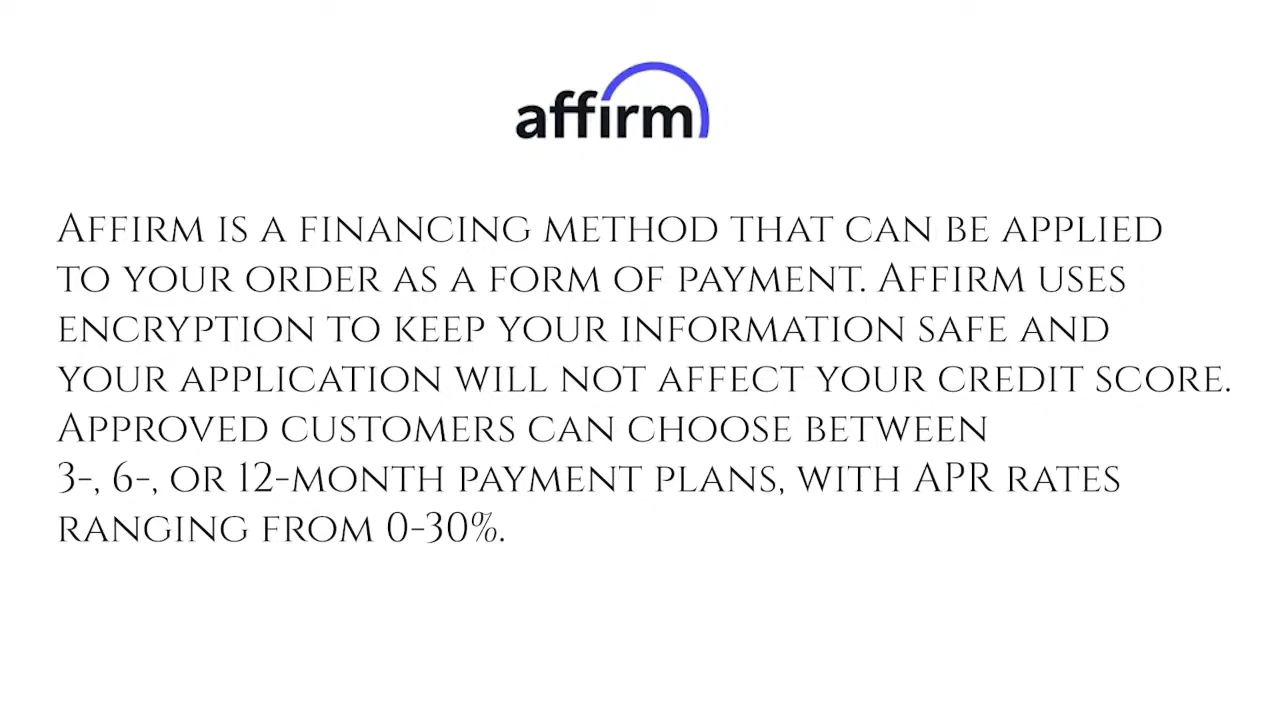 affirm
Affirm is a financing method that can be applied
to your order as a form of payment. Affirm uses
encryption to keep your information safe and
your application will not affect your credit score.
Approved customers can choose between
3-, 6-, or 12-month payment plans, with APR rates
ranging from 0-30%.